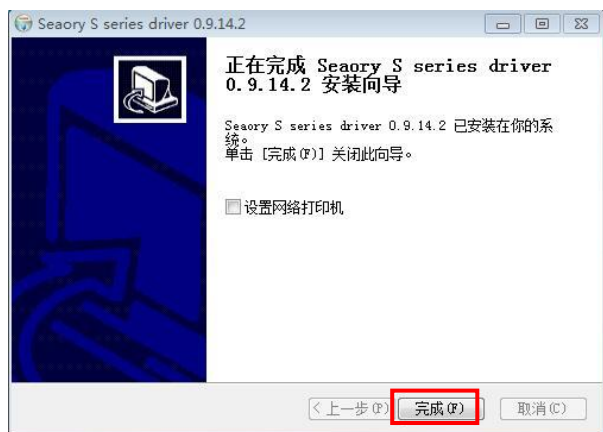 Seaory S series driver 0.9.14.2
正在完成 Seaory S series driver
0.9.14.2 安装向导
Seaory S series driver 0.9.14.2 已安装在你的系
统。
单击 [完成(F)] 关闭此向导。
设置网络打印机
< 上一步(P) 完成(F) 取消(C)